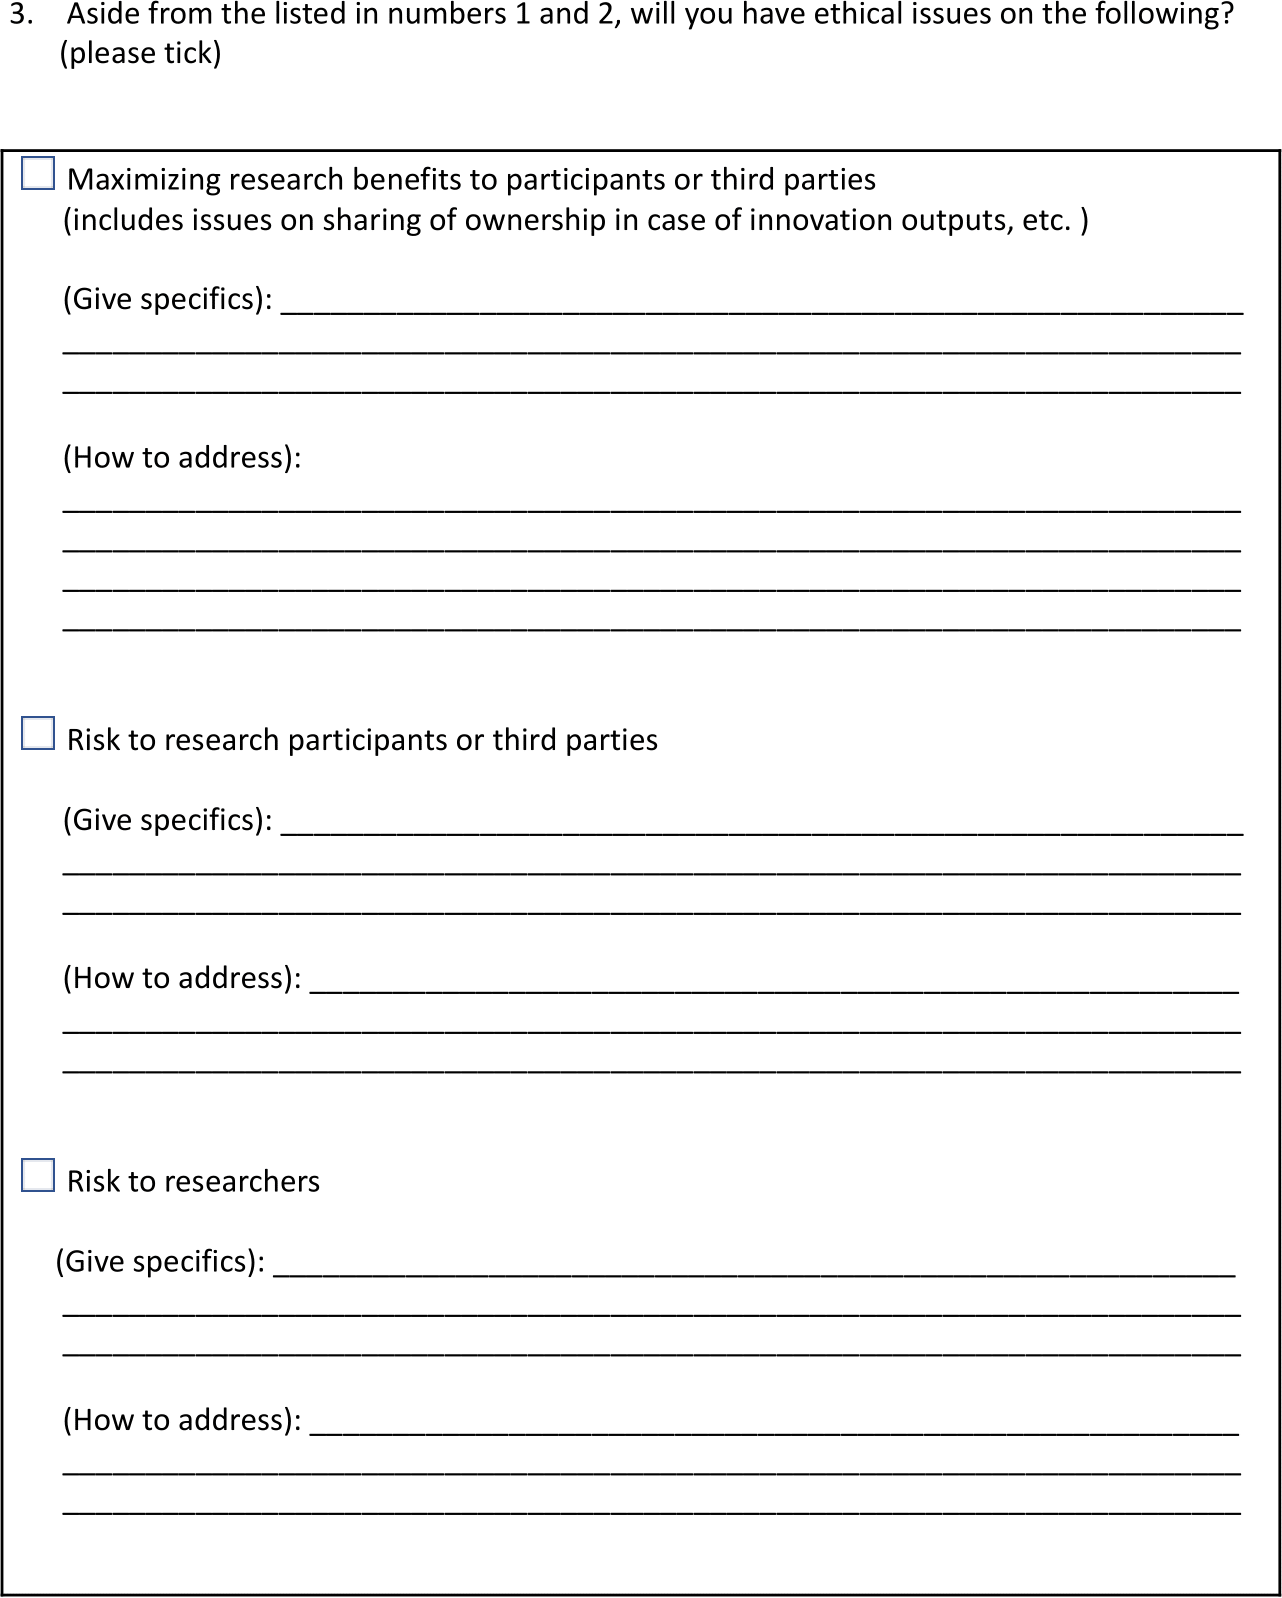 3. Aside from the listed in numbers 1 and 2, will you have ethical issues on the following?
(please tick)
Maximizing research benefits to participants or third parties
(includes issues on sharing of ownership in case of innovation outputs, etc. )
(Give specifics):
(How to address):
Risk to research participants or third parties
(Give specifics):
(How to address):
Risk to researchers
(Give specifics):
(How to address):